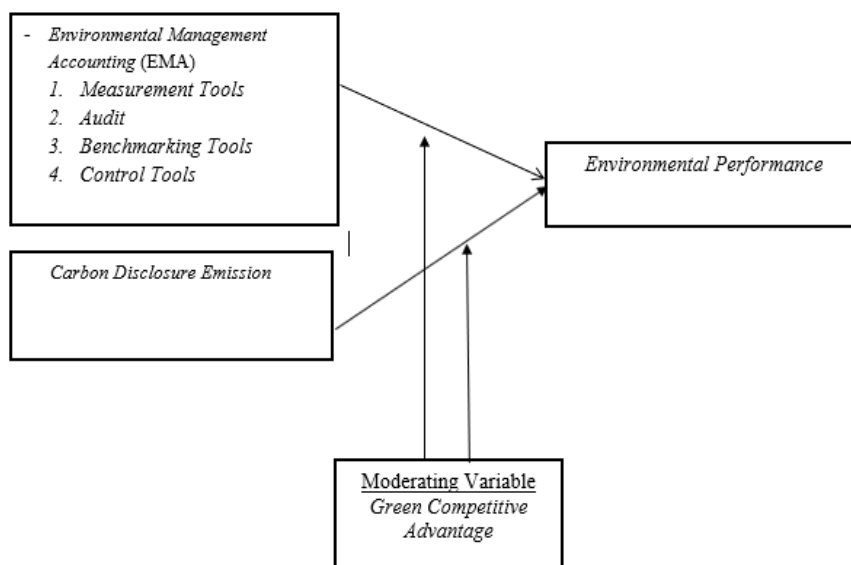 - Environmental Management
Accounting (EMA)
1. Measurement Tools
2. Audit
3. Benchmarking Tools
4. Control Tools
Environmental Performance
Carbon Disclosure Emission
Moderating Variable
Green Competitive
Advantage